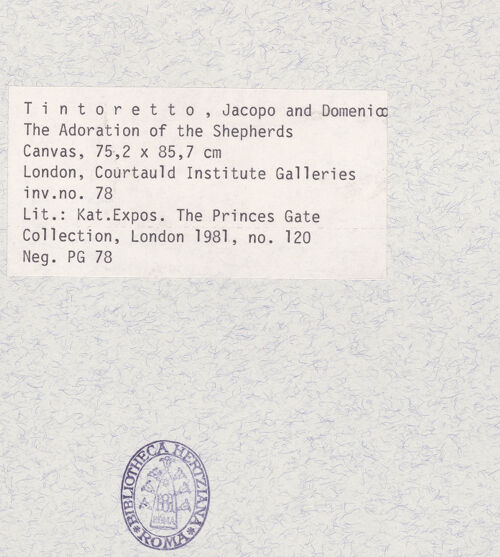 T i n t o r e t t o , Jacopo and Domenico
The Adoration of the Shepherds
Canvas, 75,2 x 85,7 cm
London, Courtauld Institute Galleries
inv.no. 78
Lit.: Kat.Expos. The Princes Gate
Collection, London 1981, no. 120
Neg. PG 78
BIBLIOTHECA HERTZIANA
ROMA
ROMA